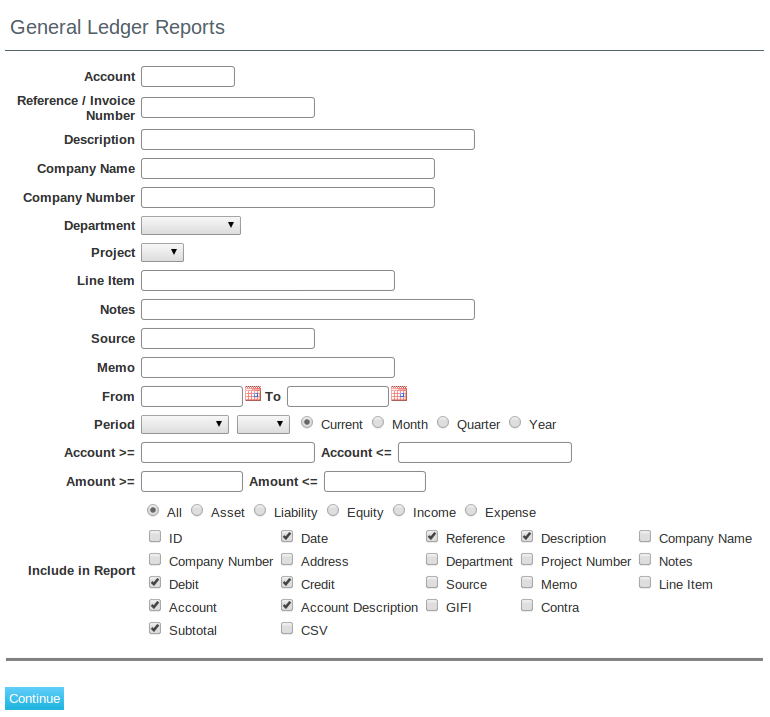 General Ledger Reports
Account
Reference / Invoice
Number
Description
Company Name
Company Number
Department
Project
Line Item
Notes
Source
Memo
From To
Period Current Month Quarter Year
Account >= Account <=
Amount >= Amount <=
All Asset Liability Equity Income Expense
ID Date Reference Description Company Name
Company Number Address Department Project Number Notes
Include in Report
Debit Credit Source Memo Line Item
Account Account Description GIFI Contra
Subtotal CSV
Continue